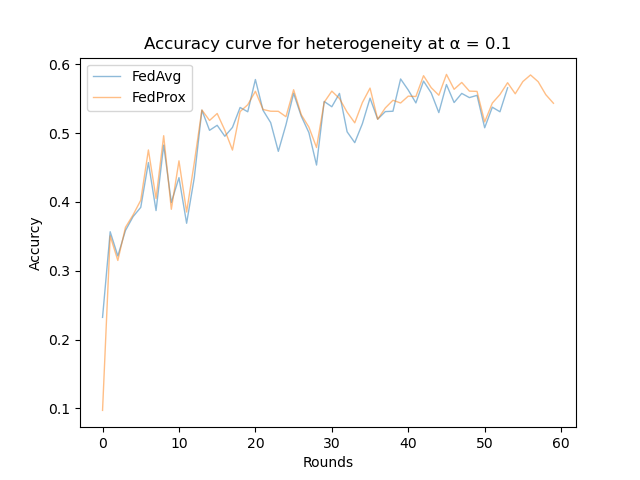 Accuracy curve for heterogeneity at α = 0.1
FedAvg
FedProx
0.6
0.5
0.4
0.3
0.2
0.1
Accurcy
0 10 20 30 40 50 60
Rounds